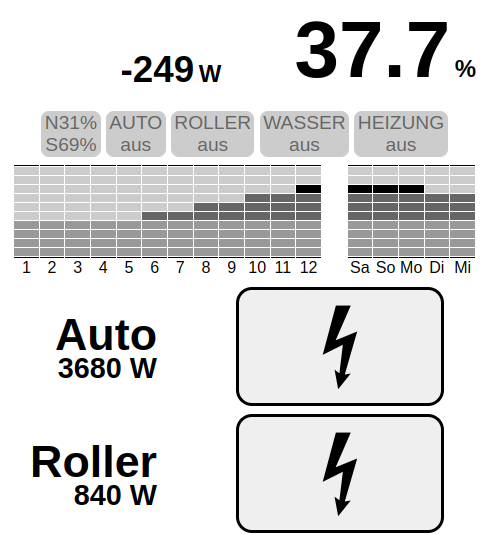 -249 W 37.7 %
N31% AUTO ROLLER WASSER HEIZUNG
S69% aus aus aus aus
1 2 3 4 5 6 7 8 9 10 11 12 Sa So Mo Di Mi
Auto
3680 W
Roller
840 W